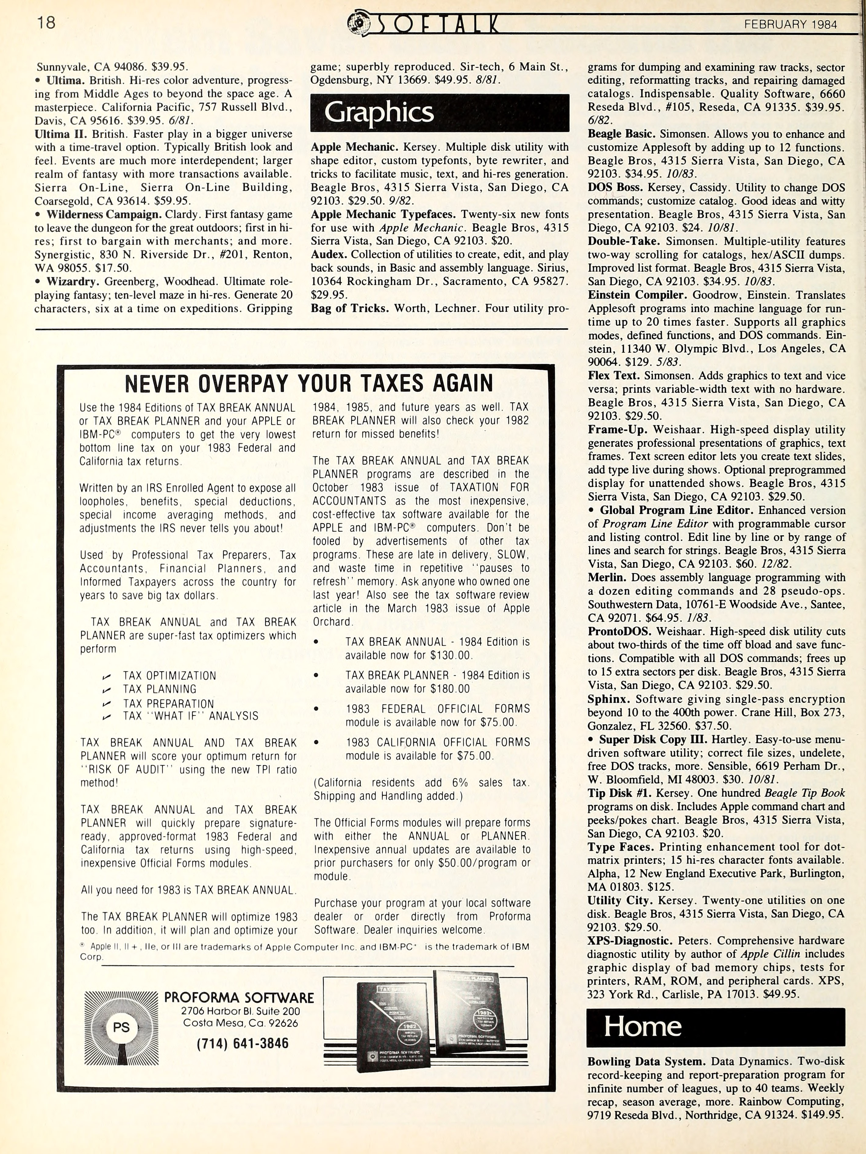 18
SOFTALK
FEBRUARY 1984
Sunnyvale, CA 94086. $39.95.
• Ultima. British. Hi-res color adventure, progress-
ing from Middle Ages to beyond the space age. A
masterpiece. California Pacific, 757 Russell Blvd.,
Davis, CA 95616. $39.95. 6/81.
Ultima II. British. Faster play in a bigger universe
with a time-travel option. Typically British look and
feel. Events are much more interdependent; larger
realm of fantasy with more transactions available.
Sierra On-Line, Sierra On-Line Building,
Coarsegold, CA 93614. $59.95.
• Wilderness Campaign. Clardy. First fantasy game
to leave the dungeon for the great outdoors; first in hi-
res; first to bargain with merchants; and more.
Synergistic, 830 N. Riverside Dr., #201, Renton,
WA 98055. $17.50.
• Wizardry. Greenberg, Woodhead. Ultimate role-
playing fantasy; ten-level maze in hi-res. Generate 20
characters, six at a time on expeditions. Gripping
game; superbly reproduced. Sir-tech, 6 Main St.,
Ogdensburg, NY 13669. $49.95. 8/81.
Graphics
Apple Mechanic. Kersey. Multiple disk utility with
shape editor, custom typefonts, byte rewriter, and
tricks to facilitate music, text, and hi-res generation.
Beagle Bros, 4315 Sierra Vista, San Diego, CA
92103. $29.50. 9/82.
Apple Mechanic Typefaces. Twenty-six new fonts
for use with Apple Mechanic. Beagle Bros, 4315
Sierra Vista, San Diego, CA 92103. $20.
Audex. Collection of utilities to create, edit, and play
back sounds, in Basic and assembly language. Sirius,
10364 Rockingham Dr., Sacramento, CA 95827.
$29.95.
Bag of Tricks. Worth, Lechner. Four utility pro-
grams for dumping and examining raw tracks, sector
editing, reformatting tracks, and repairing damaged
catalogs. Indispensable. Quality Software, 6660
Reseda Blvd., #105, Reseda, CA 91335. $39.95.
6/82.
Beagle Basic. Simonsen. Allows you to enhance and
customize Applesoft by adding up to 12 functions.
Beagle Bros, 4315 Sierra Vista, San Diego, CA
92103. $34.95. 10/83.
DOS Boss. Kersey, Cassidy. Utility to change DOS
commands; customize catalog. Good ideas and witty
presentation. Beagle Bros, 4315 Sierra Vista, San
Diego, CA 92103. $24. 10/81.
Double-Take. Simonsen. Multiple-utility features
two-way scrolling for catalogs, hex/ASCII dumps.
Improved list format. Beagle Bros, 4315 Sierra Vista,
San Diego, CA 92103. $34.95. 10/83.
Einstein Compiler. Goodrow, Einstein. Translates
Applesoft programs into machine language for run-
time up to 20 times faster. Supports all graphics
modes, defined functions, and DOS commands. Ein-
stein, 11340 W. Olympic Blvd., Los Angeles, CA
90064. $129. 5/83.
Flex Text. Simonsen. Adds graphics to text and vice
versa; prints variable-width text with no hardware.
Beagle Bros, 4315 Sierra Vista, San Diego, CA
92103. $29.50.
Frame-Up. Weishaar. High-speed display utility
generates professional presentations of graphics, text
frames. Text screen editor lets you create text slides,
add type live during shows. Optional preprogrammed
display for unattended shows. Beagle Bros, 4315
Sierra Vista, San Diego, CA 92103. $29.50.
• Global Program Line Editor. Enhanced version
of Program Line Editor with programmable cursor
and listing control. Edit line by line or by range of
lines and search for strings. Beagle Bros, 4315 Sierra
Vista, San Diego, CA 92103. $60. 12/82.
Merlin. Does assembly language programming with
a dozen editing commands and 28 pseudo-ops.
Southwestern Data, 10761-E Woodside Ave., Santee,
CA 92071. $64.95. 1/83.
ProntoDOS. Weishaar. High-speed disk utility cuts
about two-thirds of the time off bload and save func-
tions. Compatible with all DOS commands; frees up
to 15 extra sectors per disk. Beagle Bros, 4315 Sierra
Vista, San Diego, CA 92103. $29.50.
Sphinx. Software giving single-pass encryption
beyond 10 to the 400th power. Crane Hill, Box 273,
Gonzalez, FL 32560. $37.50.
• Super Disk Copy III. Hartley. Easy-to-use menu-
driven software utility; correct file sizes, undelete,
free DOS tracks, more. Sensible, 6619 Perham Dr.,
W. Bloomfield, MI 48003. $30. 10/81.
Tip Disk #1. Kersey. One hundred Beagle Tip Book
programs on disk. Includes Apple command chart and
peeks/pokes chart. Beagle Bros, 4315 Sierra Vista,
San Diego, CA 92103. $20.
Type Faces. Printing enhancement tool for dot-
matrix printers; 15 hi-res character fonts available.
Alpha, 12 New England Executive Park, Burlington,
MA 01803. $125.
Utility City. Kersey. Twenty-one utilities on one
disk. Beagle Bros, 4315 Sierra Vista, San Diego, CA
92103. $29.50.
XPS-Diagnostic. Peters. Comprehensive hardware
diagnostic utility by author of Apple Cillin includes
graphic display of bad memory chips, tests for
printers, RAM, ROM, and peripheral cards. XPS,
323 York Rd., Carlisle, PA 17013. $49.95.
Home
Bowling Data System. Data Dynamics. Two-disk
record-keeping and report-preparation program for
infinite number of leagues, up to 40 teams. Weekly
recap, season average, more. Rainbow Computing,
9719 Reseda Blvd., Northridge, CA 91324. $149.95.
NEVER OVERPAY YOUR TAXES AGAIN
Use the 1984 Editions of TAX BREAK ANNUAL
or TAX BREAK PLANNER and your APPLE or
IBM-PC® computers to get the very lowest
bottom line tax on your 1983 Federal and
California tax returns.
Written by an IRS Enrolled Agent to expose all
loopholes, benefits, special deductions,
special income averaging methods, and
adjustments the IRS never tells you about!
Used by Professional Tax Preparers, Tax
Accountants, Financial Planners, and
Informed Taxpayers across the country for
years to save big tax dollars.
TAX BREAK ANNUAL and TAX BREAK
PLANNER are super-fast tax optimizers which
perform
✓ TAX OPTIMIZATION
✓ TAX PLANNING
✓ TAX PREPARATION
✓ TAX "WHAT IF" ANALYSIS
TAX BREAK ANNUAL AND TAX BREAK
PLANNER will score your optimum return for
"RISK OF AUDIT" using the new TPI ratio
method!
TAX BREAK ANNUAL and TAX BREAK
PLANNER will quickly prepare signature-
ready, approved-format 1983 Federal and
California tax returns using high-speed,
inexpensive Official Forms modules.
All you need for 1983 is TAX BREAK ANNUAL.
The TAX BREAK PLANNER will optimize 1983
too. In addition, it will plan and optimize your
1984, 1985, and future years as well. TAX
BREAK PLANNER will also check your 1982
return for missed benefits!
The TAX BREAK ANNUAL and TAX BREAK
PLANNER programs are described in the
October 1983 issue of TAXATION FOR
ACCOUNTANTS as the most inexpensive,
cost-effective tax software available for the
APPLE and IBM-PC® computers. Don't be
fooled by advertisements of other tax
programs. These are late in delivery, SLOW,
and waste time in repetitive "pauses to
refresh" memory. Ask anyone who owned one
last year! Also see the tax software review
article in the March 1983 issue of Apple
Orchard.
• TAX BREAK ANNUAL - 1984 Edition is
available now for $130.00.
• TAX BREAK PLANNER - 1984 Edition is
available now for $180.00
• 1983 FEDERAL OFFICIAL FORMS
module is available now for $75.00.
• 1983 CALIFORNIA OFFICIAL FORMS
module is available for $75.00.
(California residents add 6% sales tax.
Shipping and Handling added.)
The Official Forms modules will prepare forms
with either the ANNUAL or PLANNER.
Inexpensive annual updates are available to
prior purchasers for only $50.00/program or
module.
Purchase your program at your local software
dealer or order directly from Proforma
Software. Dealer inquiries welcome.
® Apple II, II +, IIe, or III are trademarks of Apple Computer Inc. and IBM-PC® is the trademark of IBM
Corp.
PS
PROFORMA SOFTWARE
2706 Harbor Bl. Suite 200
Costa Mesa, Ca. 92626
(714) 641-3846